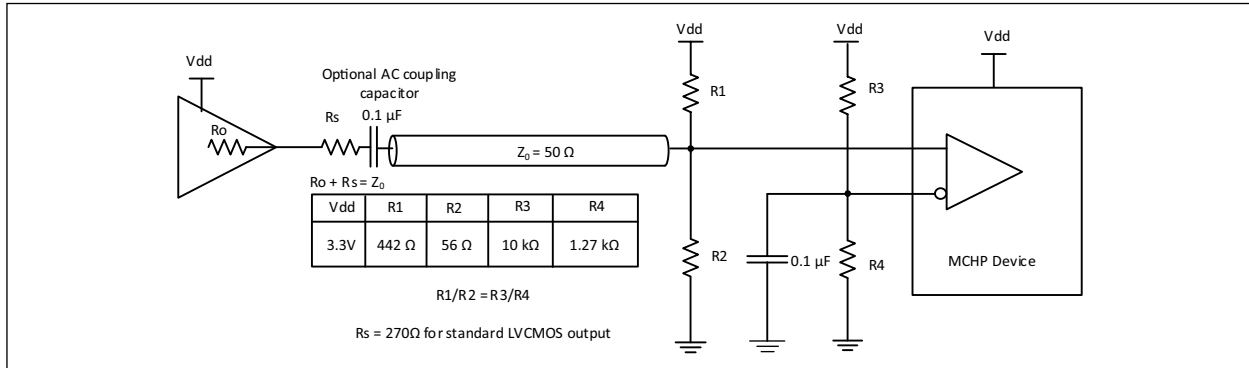 Vdd
Vdd
Vdd
Vdd
Optional AC coupling
capacitor
0.1 µF
Rs
Ro
R1
R3
Z0 = 50 Ω
Ro + Rs = Z0
Vdd R1 R2 R3 R4
3.3V 442 Ω 56 Ω 10 kΩ 1.27 kΩ
R1/R2 = R3/R4
Rs = 270Ω for standard LVCMOS output
R2
0.1 µF
R4
MCHP Device